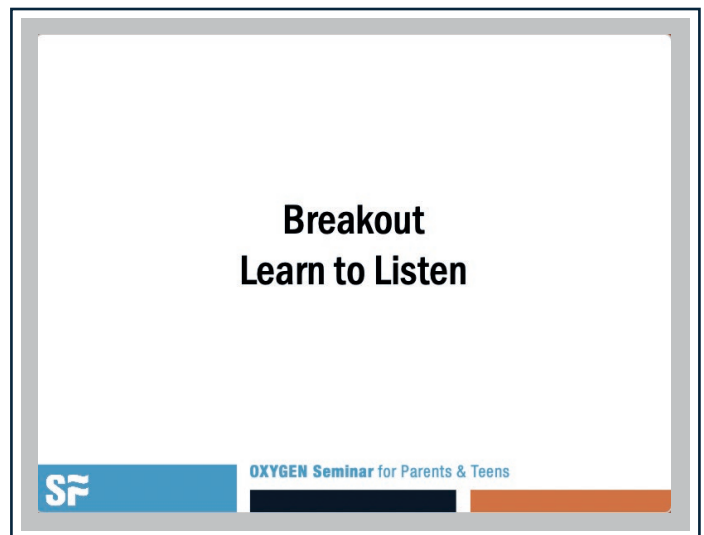 Breakout
Learn to Listen
OXYGEN Seminar for Parents & Teens
SF